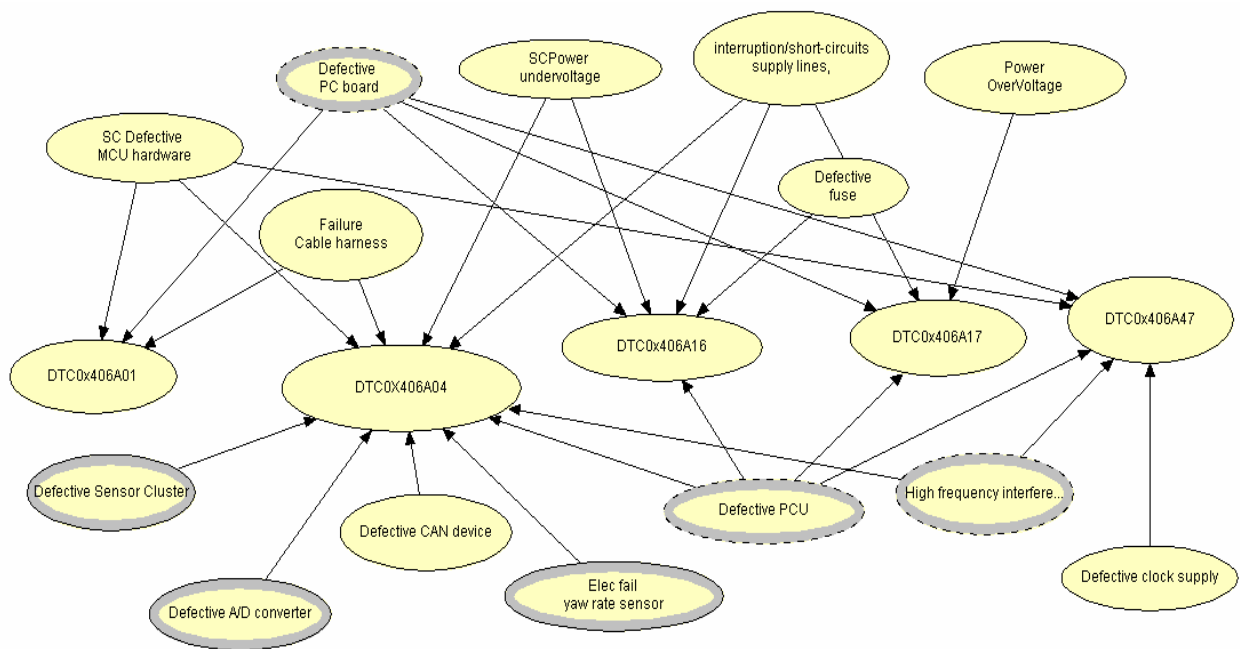 Defective
PC board
SCPower
undervoltage
interruption/short-circuits
supply lines,
Power
OverVoltage
SC Defective
MCU hardware
Defective
fuse
Failure
Cable harness
DTC0x406A01
DTC0X406A04
DTC0x406A16
DTC0x406A17
DTC0x406A47
Defective Sensor Cluster
Defective CAN device
Defective PCU
High frequency interfere...
Defective A/D converter
Elec fail
yaw rate sensor
Defective clock supply